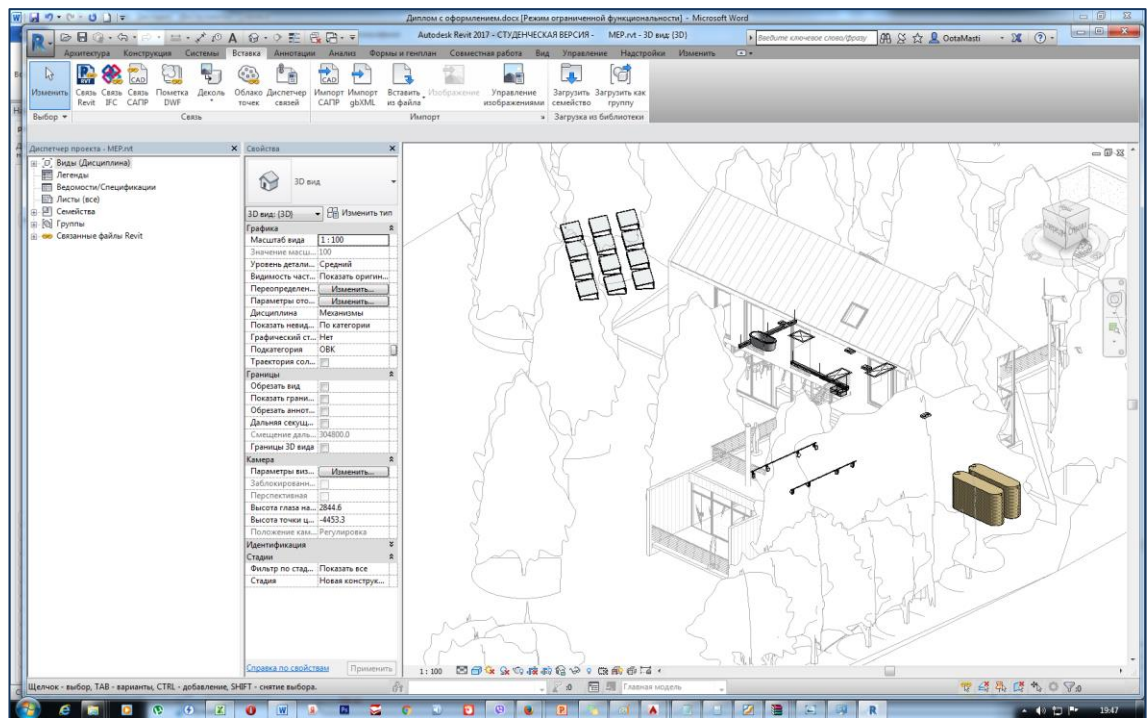 Диплом с оформлением.docx [Режим ограниченной функциональности] - Microsoft Word
Autodesk Revit 2017 - СТУДЕНЧЕСКАЯ ВЕРСИЯ - MEP.rvt - 3D вид: {3D}
Введите ключевое слово/фразу
OotaMasti
Архитектура Конструкция Системы Вставка Аннотации Анализ Формы и генплан Совместная работа Вид Управление Надстройки Изменить
Изменить
Связь Revit
Связь IFC
Связь САПР
Пометка DWF
Деколь
Облако точек
Диспетчер связей
Импорт САПР
Импорт gbXML
Вставить из файла
Изображение
Управление изображениями
Загрузить семейство
Загрузить как группу
Выбор
Связь
Импорт
Загрузка из библиотеки
Диспетчер проекта - MEP.rvt
Виды (Дисциплина)
Легенды
Ведомости/Спецификации
Листы (все)
Семейства
Группы
Связанные файлы Revit
Свойства
3D вид
3D вид: {3D}
Изменить тип
Графика
Масштаб вида 1 : 100
Значение масш... 100
Уровень детали... Средний
Видимость част... Показать оригин...
Переопределен... Изменить...
Параметры ото... Изменить...
Дисциплина Механизмы
Показать невид... По категории
Графический ст... Нет
Подкатегория ОВК
Траектория сол...
Границы
Обрезать вид
Показать грани...
Обрезать аннот...
Дальняя секущ...
Смещение даль... 304800.0
Границы 3D вида
Камера
Параметры виз... Изменить...
Заблокированн...
Перспективная
Высота глаза на... 2844.6
Высота точки ц... -4453.3
Положение кам... Регулировка
Идентификация
Стадии
Фильтр по стад... Показать все
Стадия Новая конструк...
Справка по свойствам
Применить
1 : 100
Щелчок - выбор, TAB - варианты, CTRL - добавление, SHIFT - снятие выбора.
:0
Главная модель
:0
19:47